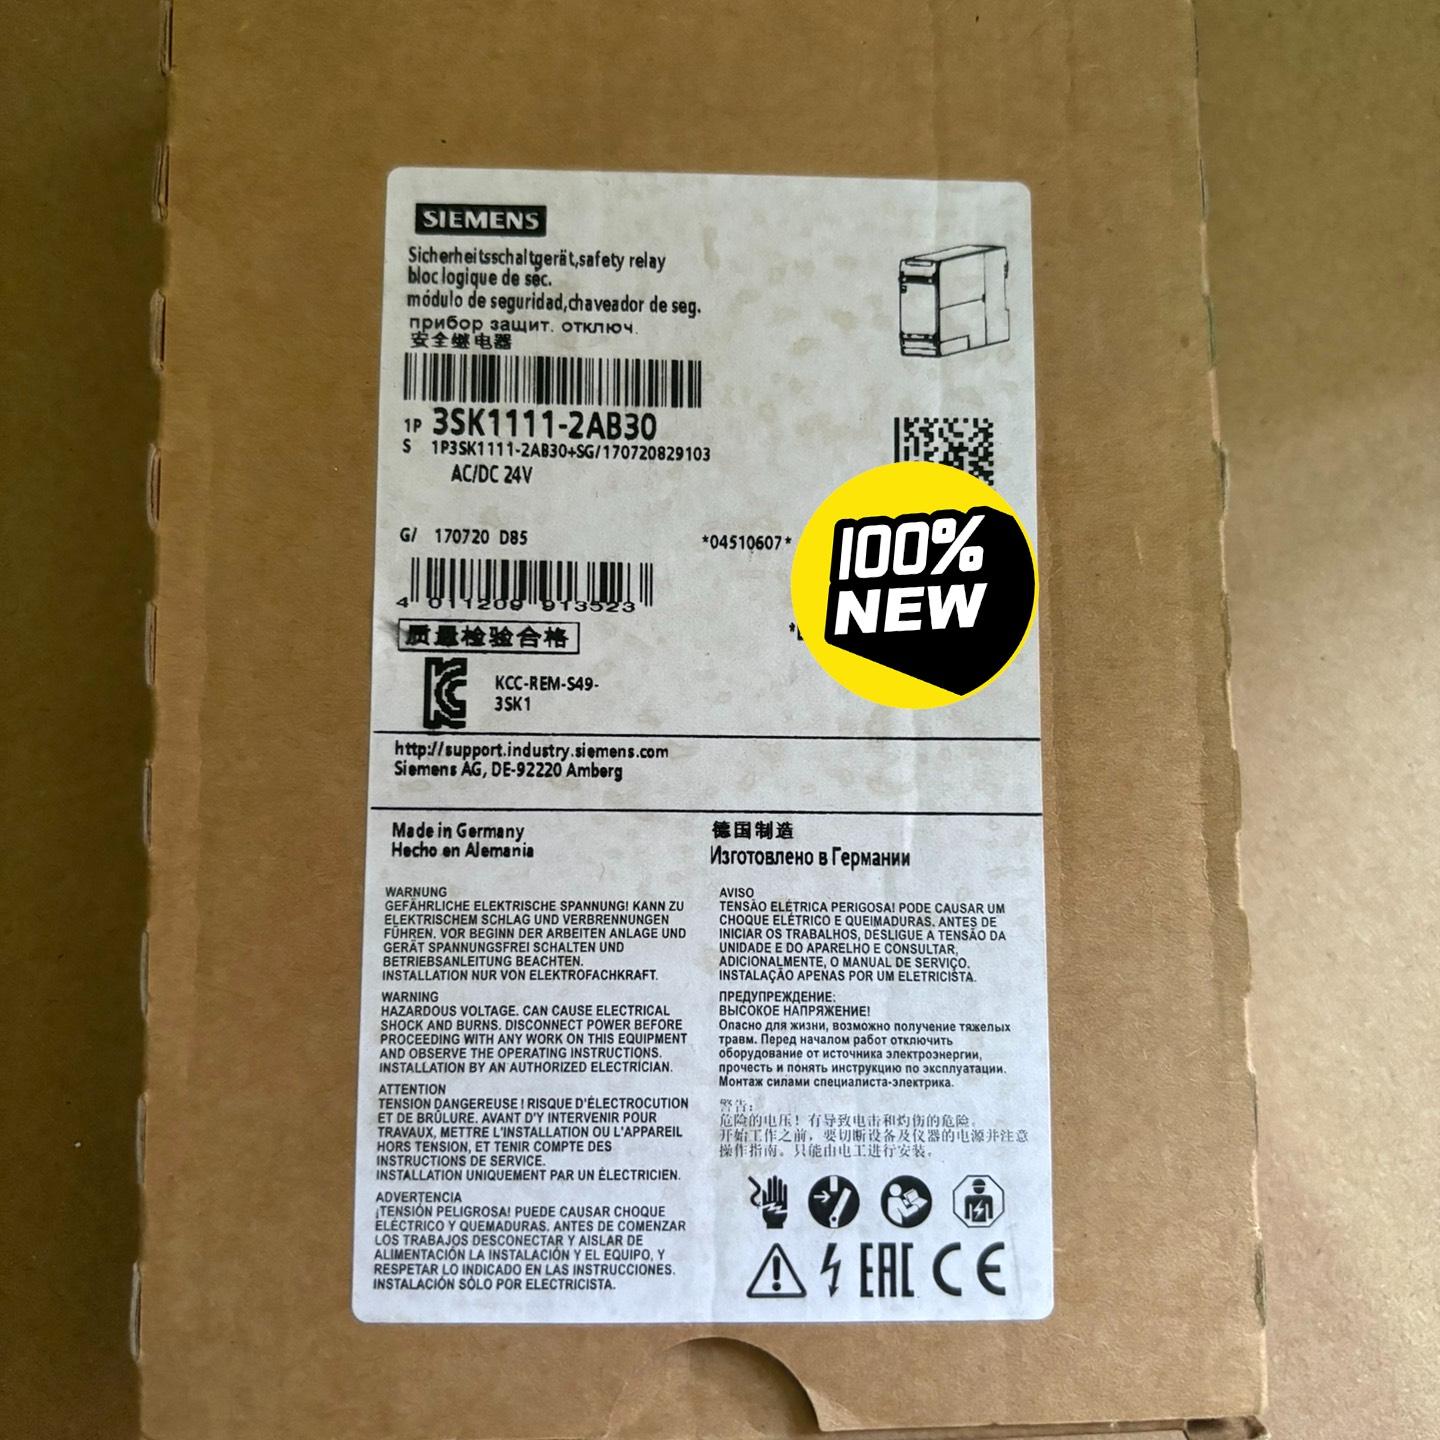 SIEMENS
Sicherheitsschaltgerät,safety relay
bloc logique de séc.
módulo de seguridad,chaveador de seg.
прибор защит. отключ.
安全继电器
1P 3SK1111-2AB30
S 1P3SK1111-2AB30+SG/170720829103
AC/DC 24V
G/ 170720 D85
*04510607*
4 011209 913523
100%
NEW
质量检验合格
KCC-REM-S49-
3SK1
http://support.industry.siemens.com
Siemens AG, DE-92220 Amberg
Made in Germany
Hecho en Alemania
德国制造
Изготовлено в Германии
WARNUNG
GEFÄHRLICHE ELEKTRISCHE SPANNUNG! KANN ZU
ELEKTRISCHEM SCHLAG UND VERBRENNUNGEN
FÜHREN. VOR BEGINN DER ARBEITEN ANLAGE UND
GERÄT SPANNUNGSFREI SCHALTEN UND
BETRIEBSANLEITUNG BEACHTEN.
INSTALLATION NUR VON ELEKTROFACHKRAFT.
WARNING
HAZARDOUS VOLTAGE. CAN CAUSE ELECTRICAL
SHOCK AND BURNS. DISCONNECT POWER BEFORE
PROCEEDING WITH ANY WORK ON THIS EQUIPMENT
AND OBSERVE THE OPERATING INSTRUCTIONS.
INSTALLATION BY AN AUTHORIZED ELECTRICIAN.
ATTENTION
TENSION DANGEREUSE ! RISQUE D'ÉLECTROCUTION
ET DE BRÛLURE. AVANT D'Y INTERVENIR POUR
TRAVAUX, METTRE L'INSTALLATION OU L'APPAREIL
HORS TENSION, ET TENIR COMPTE DES
INSTRUCTIONS DE SERVICE.
INSTALLATION UNIQUEMENT PAR UN ÉLECTRICIEN.
ADVERTENCIA
¡TENSIÓN PELIGROSA! PUEDE CAUSAR CHOQUE
ELÉCTRICO Y QUEMADURAS. ANTES DE COMENZAR
LOS TRABAJOS DESCONECTAR Y AISLAR DE
ALIMENTACIÓN LA INSTALACIÓN Y EL EQUIPO, Y
RESPETAR LO INDICADO EN LAS INSTRUCCIONES.
INSTALACIÓN SÓLO POR ELECTRICISTA.
AVISO
TENSÃO ELÉTRICA PERIGOSA! PODE CAUSAR UM
CHOQUE ELÉTRICO E QUEIMADURAS. ANTES DE
INICIAR OS TRABALHOS, DESLIGUE A TENSÃO DA
UNIDADE E DO APARELHO E CONSULTAR,
ADICIONALMENTE, O MANUAL DE SERVIÇO.
INSTALAÇÃO APENAS POR UM ELETRICISTA.
ПРЕДУПРЕЖДЕНИЕ:
ВЫСОКОЕ НАПРЯЖЕНИЕ!
Опасно для жизни, возможно получение тяжелых
травм. Перед началом работ отключить
оборудование от источника электроэнергии,
прочесть и понять инструкцию по эксплуатации.
Монтаж силами специалиста-электрика.
警告:
危险的电压! 有导致电击和灼伤的危险。
开始工作之前, 要切断设备及仪器的电源并注意
操作指南。只能由电工进行安装。
EAC CE